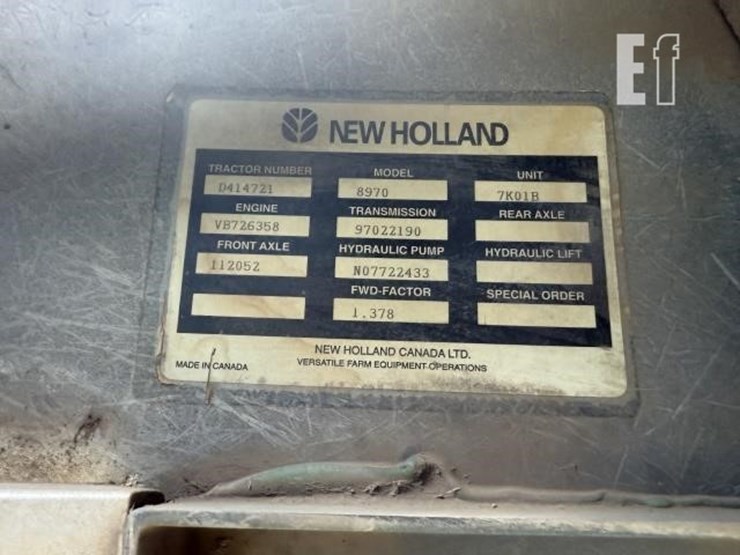 Ef
NEW HOLLAND
TRACTOR NUMBER MODEL UNIT
D414721 8970 7K01B
ENGINE TRANSMISSION REAR AXLE
VB726358 97022190
FRONT AXLE HYDRAULIC PUMP HYDRAULIC LIFT
112052 N07722433
FWD-FACTOR SPECIAL ORDER
1.378
NEW HOLLAND CANADA LTD.
MADE IN CANADA VERSATILE FARM EQUIPMENT OPERATIONS